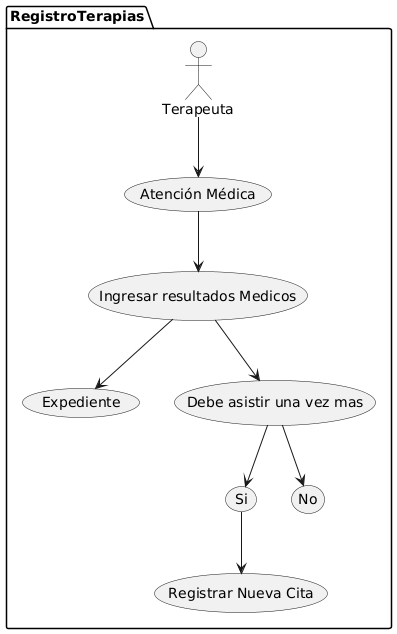 RegistroTerapias
Terapeuta
Atención Médica
Ingresar resultados Medicos
Expediente
Debe asistir una vez mas
Si
No
Registrar Nueva Cita